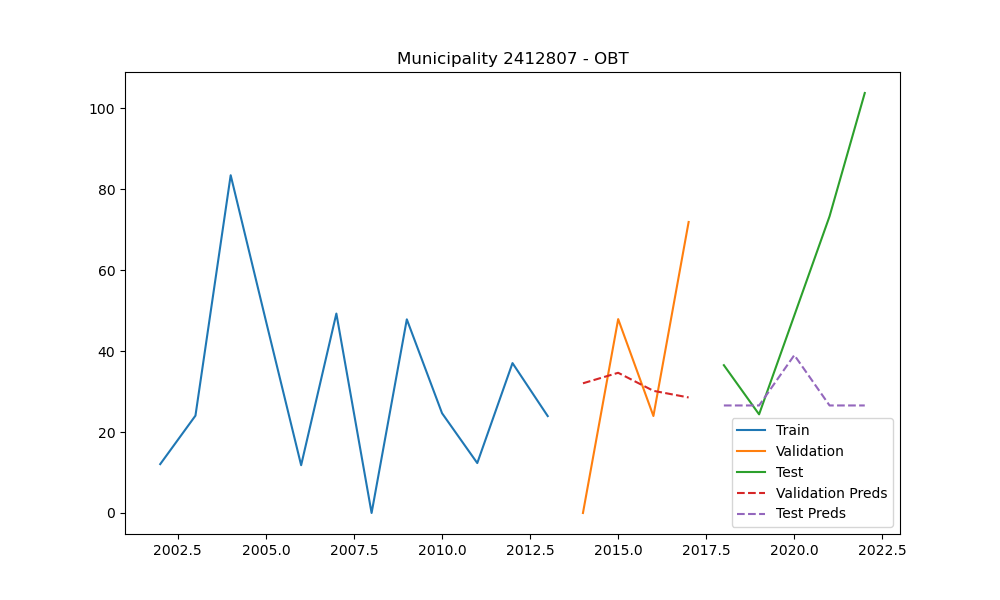 Municipality 2412807 - OBT
100
80
60
40
20
0
2002.5 2005.0 2007.5 2010.0 2012.5 2015.0 2017.5 2020.0 2022.5
Train
Validation
Test
Validation Preds
Test Preds